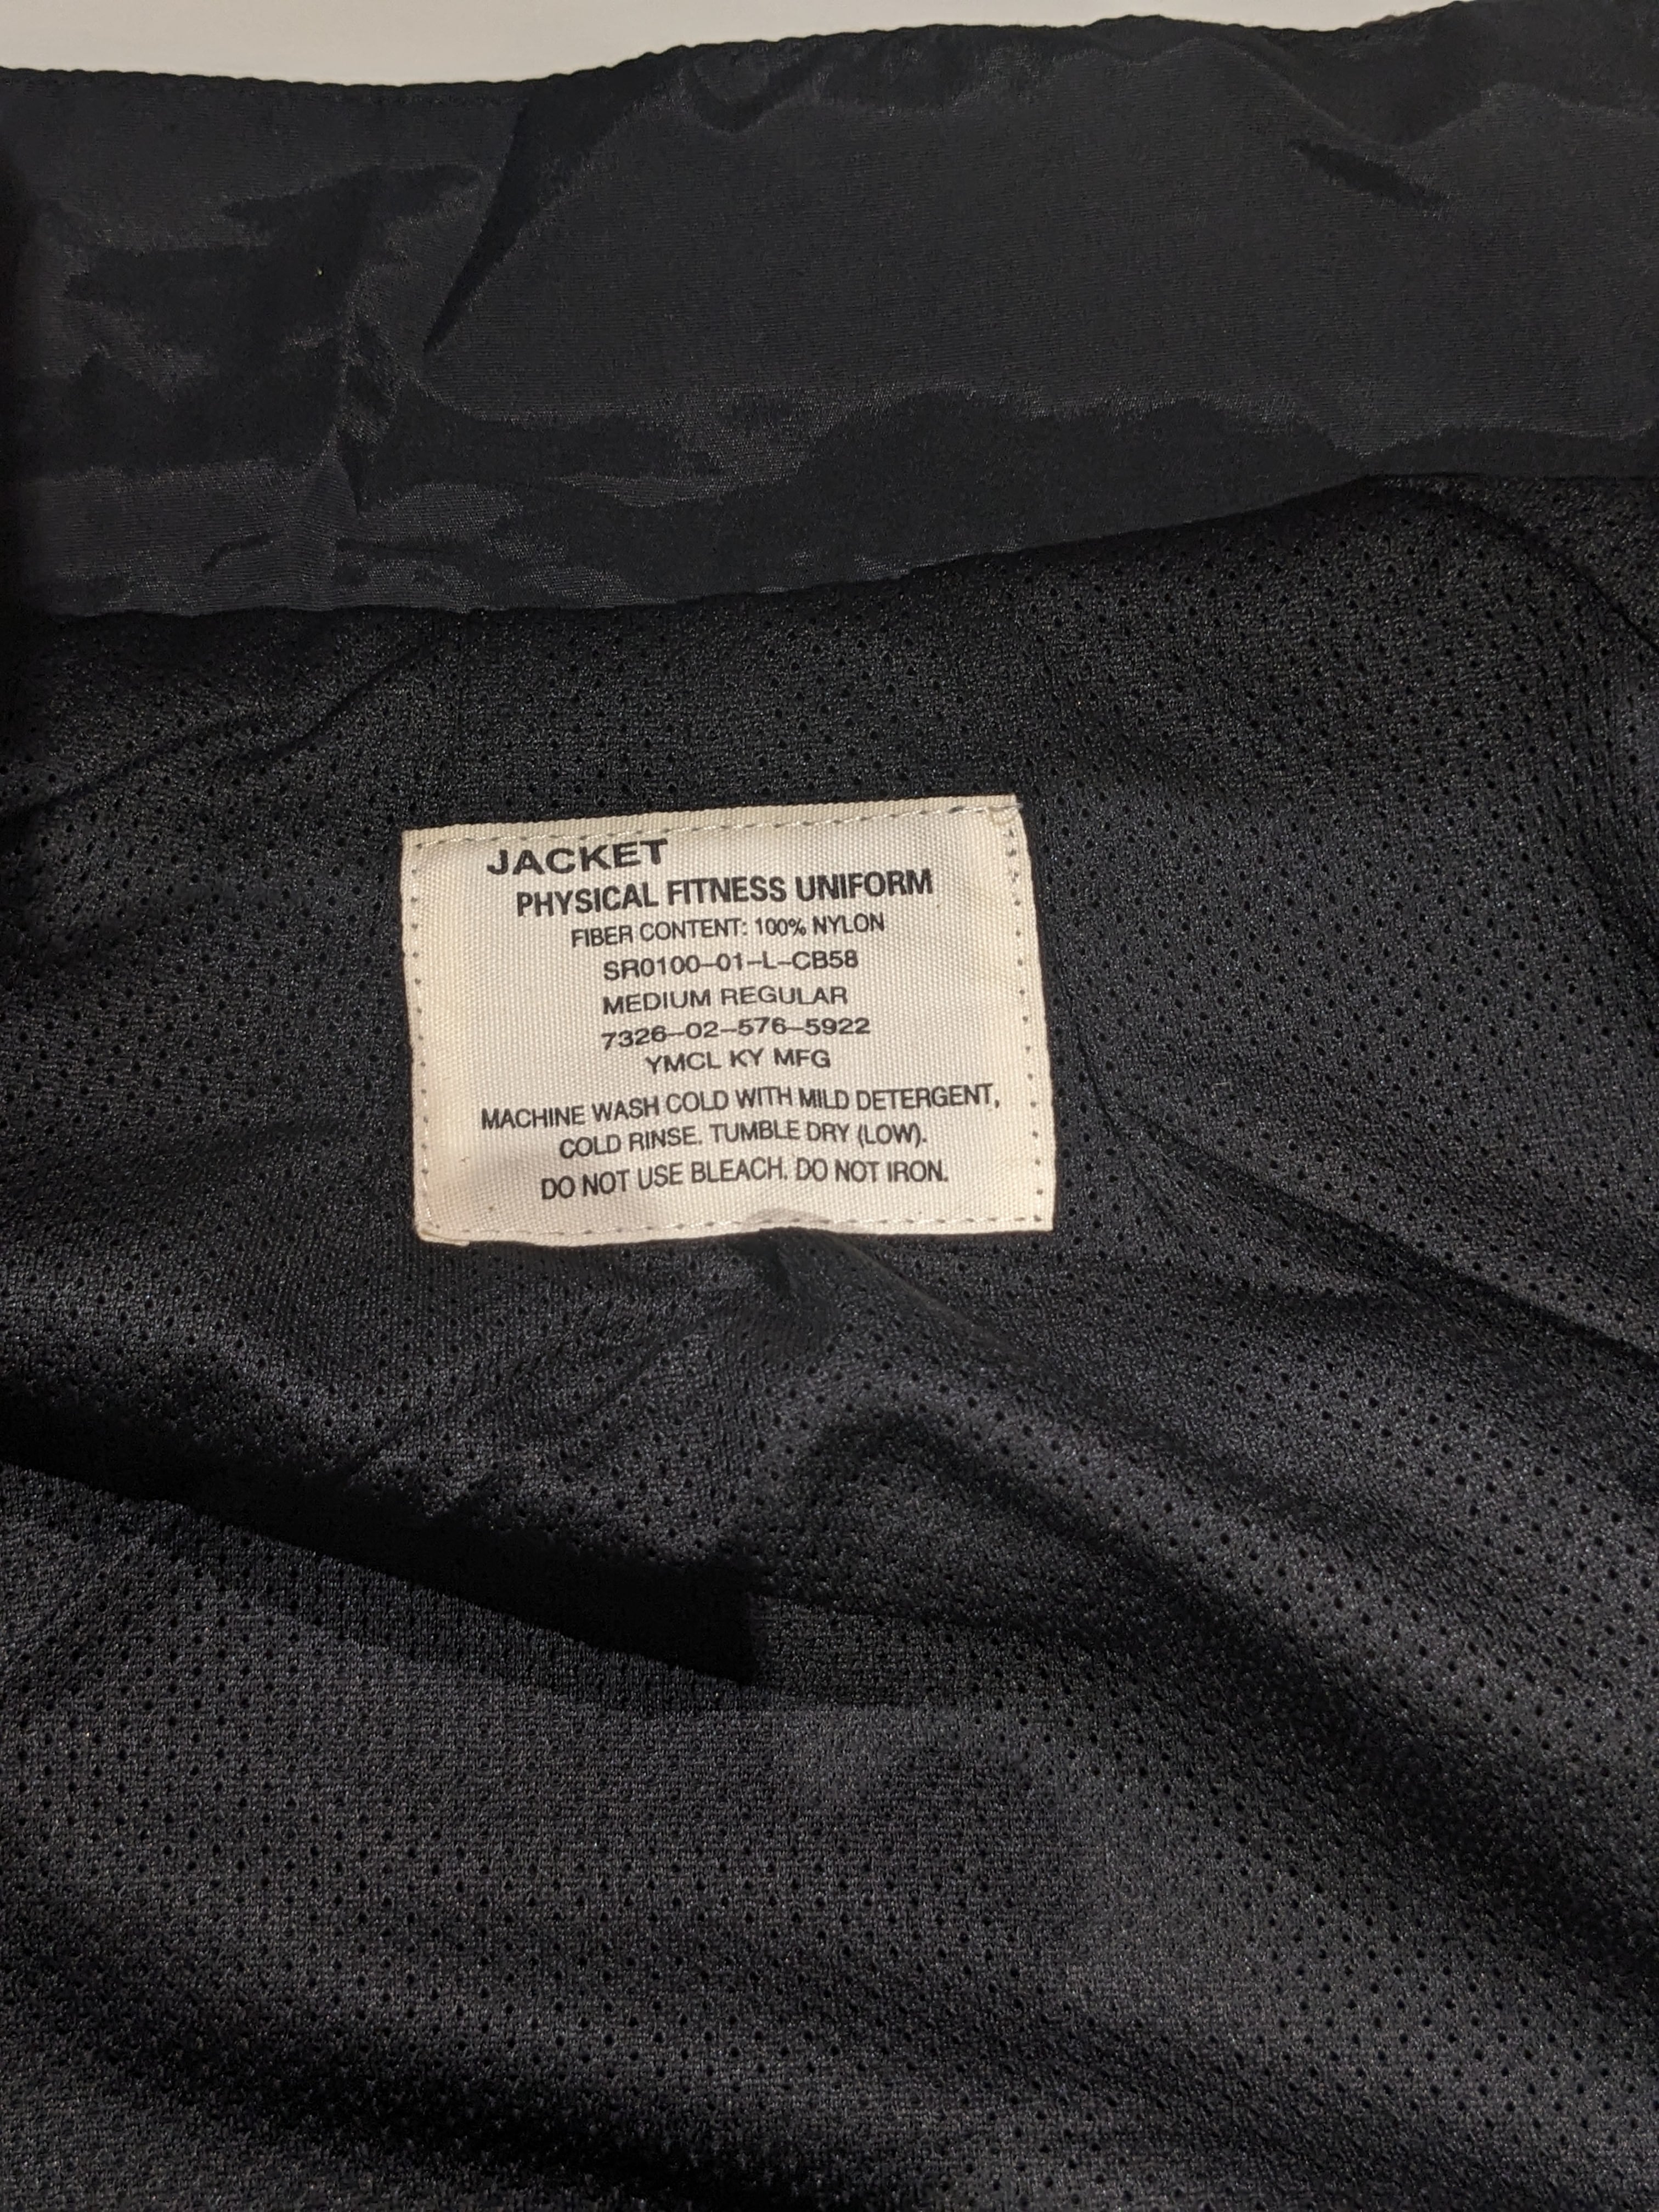 JACKET
PHYSICAL FITNESS UNIFORM
FIBER CONTENT: 100% NYLON
SR0100-01-L-CB58
MEDIUM REGULAR
7326-02-576-5922
YMCL KY MFG
MACHINE WASH COLD WITH MILD DETERGENT,
COLD RINSE. TUMBLE DRY (LOW).
DO NOT USE BLEACH. DO NOT IRON.